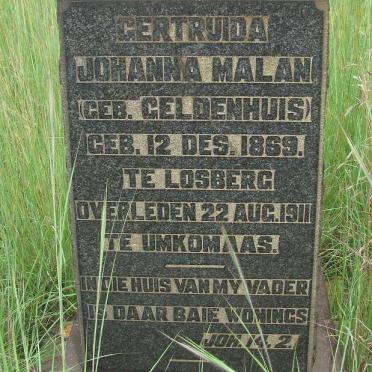 GERTRUIDA
JOHANNA MALAN
(GEB. GELDENHUIS)
GEB. 12 DES. 1869.
TE LOSBERG
OVERLEDEN 22 AUG. 1911
TE UMKOMAAS.
IN DIE HUIS VAN MY VADER
IS DAAR BAIE WONINGS
JOH. 14. 2